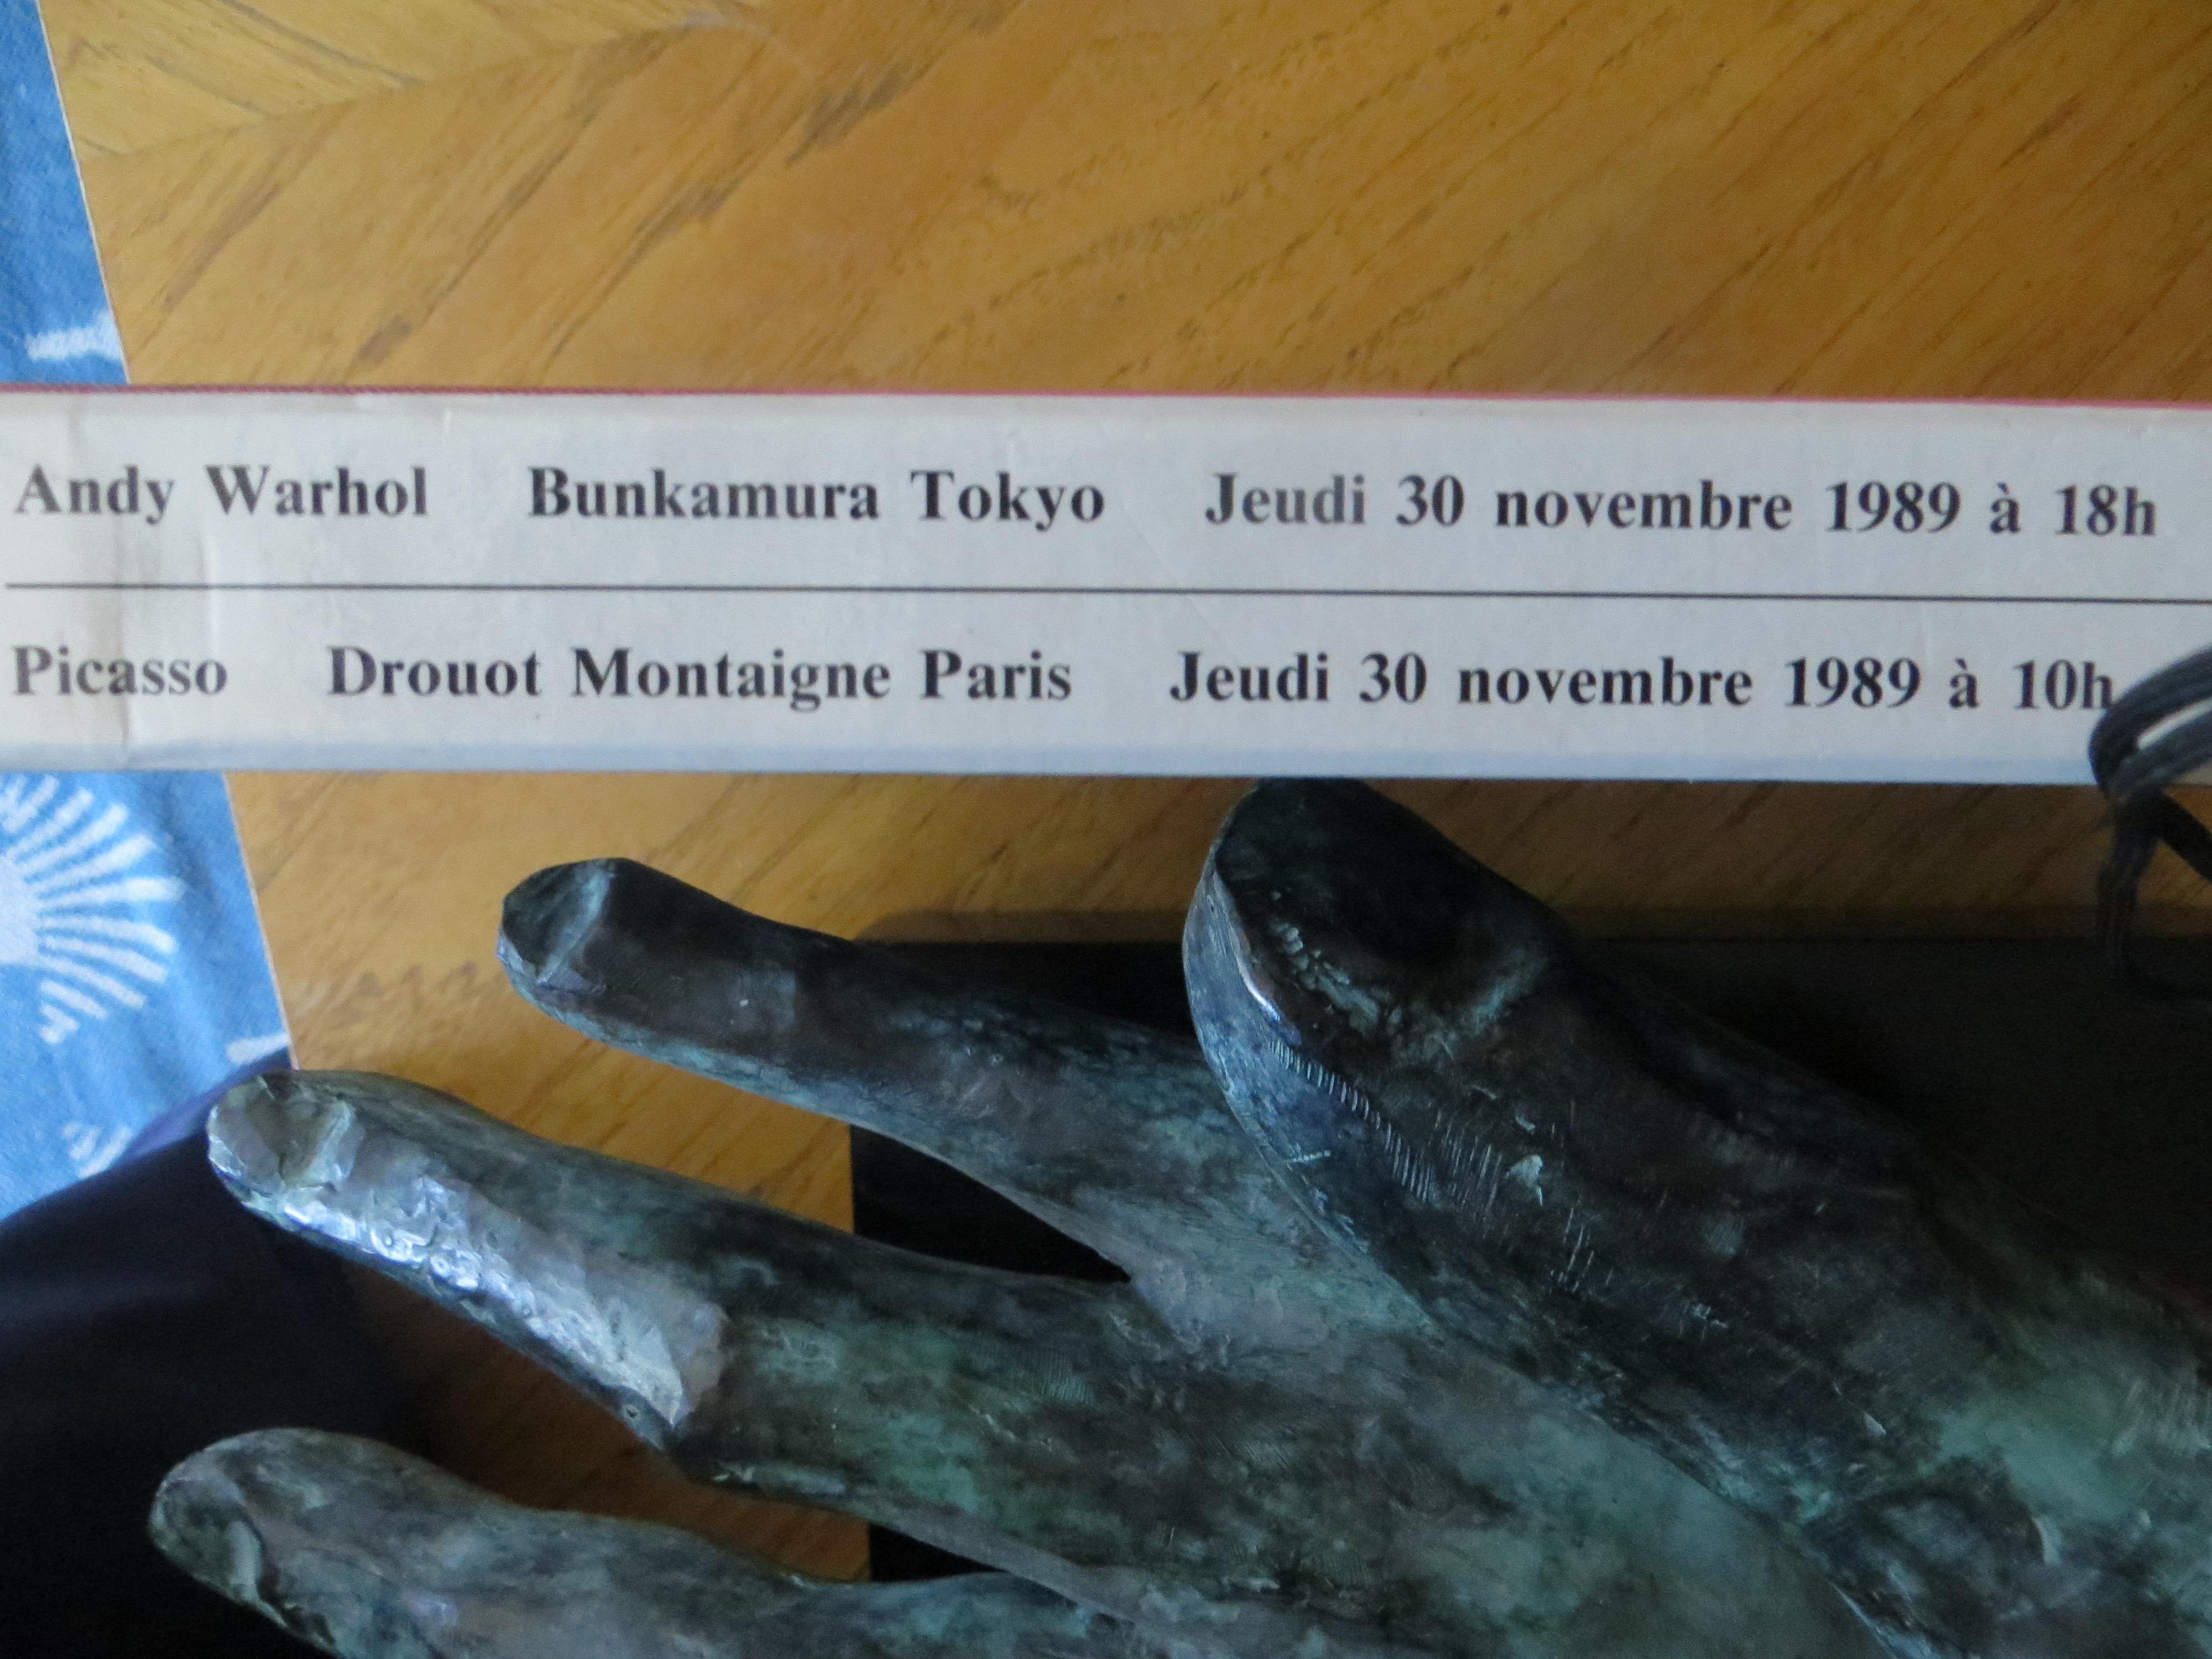 Andy Warhol Bunkamura Tokyo Jeudi 30 novembre 1989 à 18h
Picasso Drouot Montaigne Paris Jeudi 30 novembre 1989 à 10h